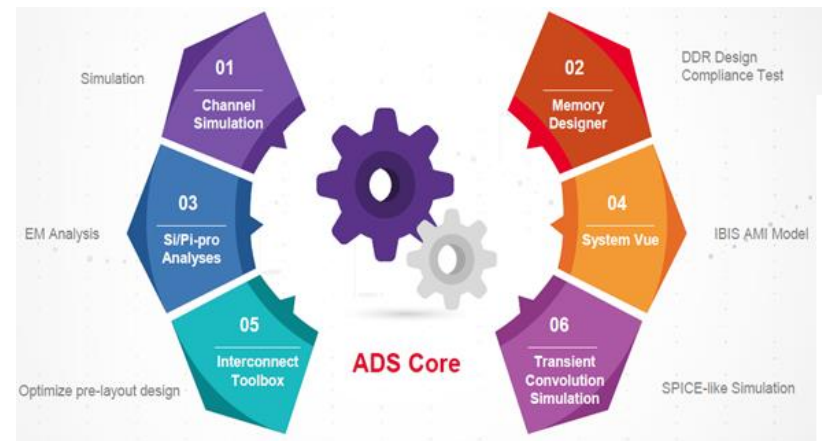 Simulation
01
Channel
Simulation
02
Memory
Designer
DDR Design
Compliance Test
EM Analysis
03
Si/Pi-pro
Analyses
04
System Vue
IBIS AMI Model
Optimize pre-layout design
05
Interconnect
Toolbox
ADS Core
06
Transient
Convolution
Simulation
SPICE-like Simulation